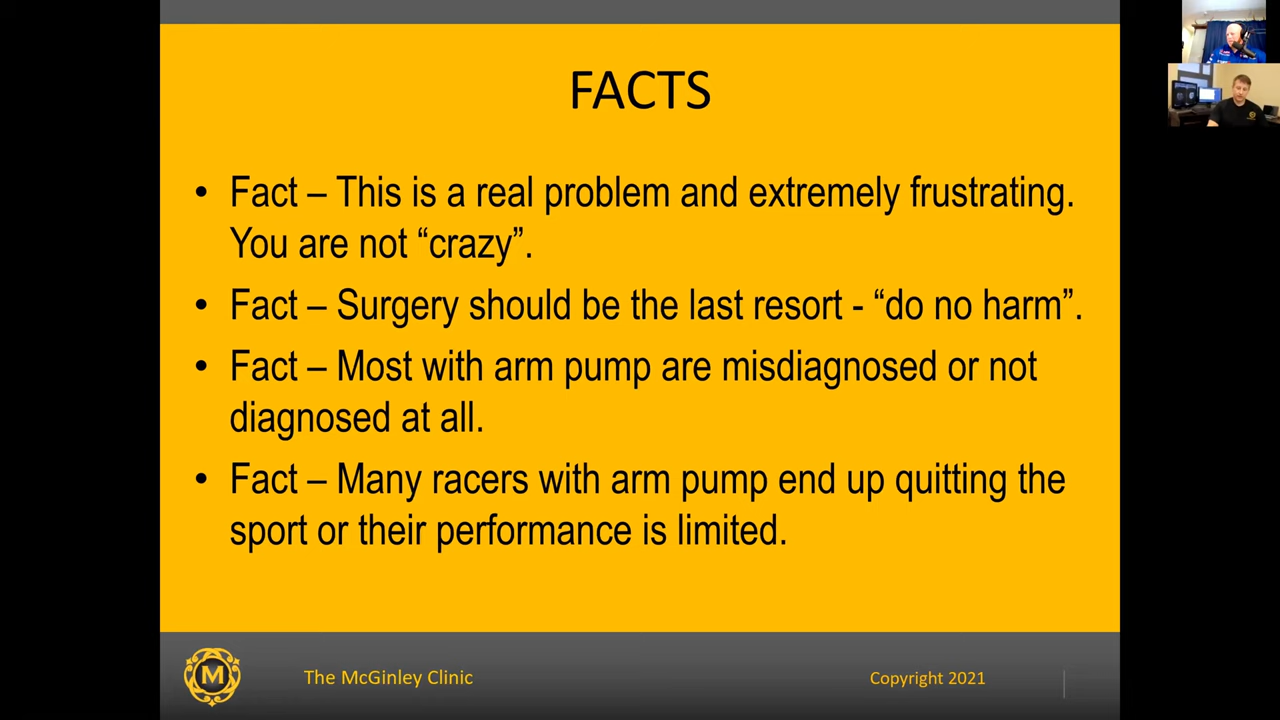 FACTS
• Fact – This is a real problem and extremely frustrating.
You are not “crazy”.
• Fact – Surgery should be the last resort - “do no harm”.
• Fact – Most with arm pump are misdiagnosed or not
diagnosed at all.
• Fact – Many racers with arm pump end up quitting the
sport or their performance is limited.
M
The McGinley Clinic
Copyright 2021